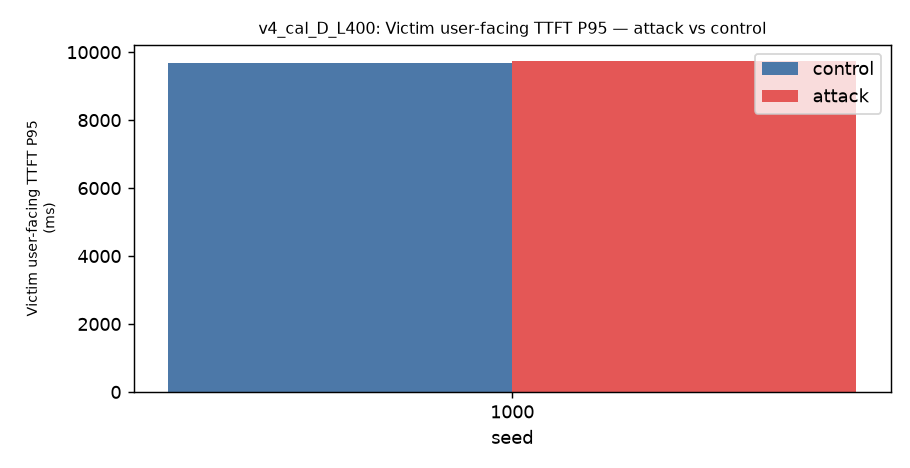 v4_cal_D_L400: Victim user-facing TTFT P95 — attack vs control
Victim user-facing TTFT P95
(ms)
10000
8000
6000
4000
2000
0
control
attack
1000
seed